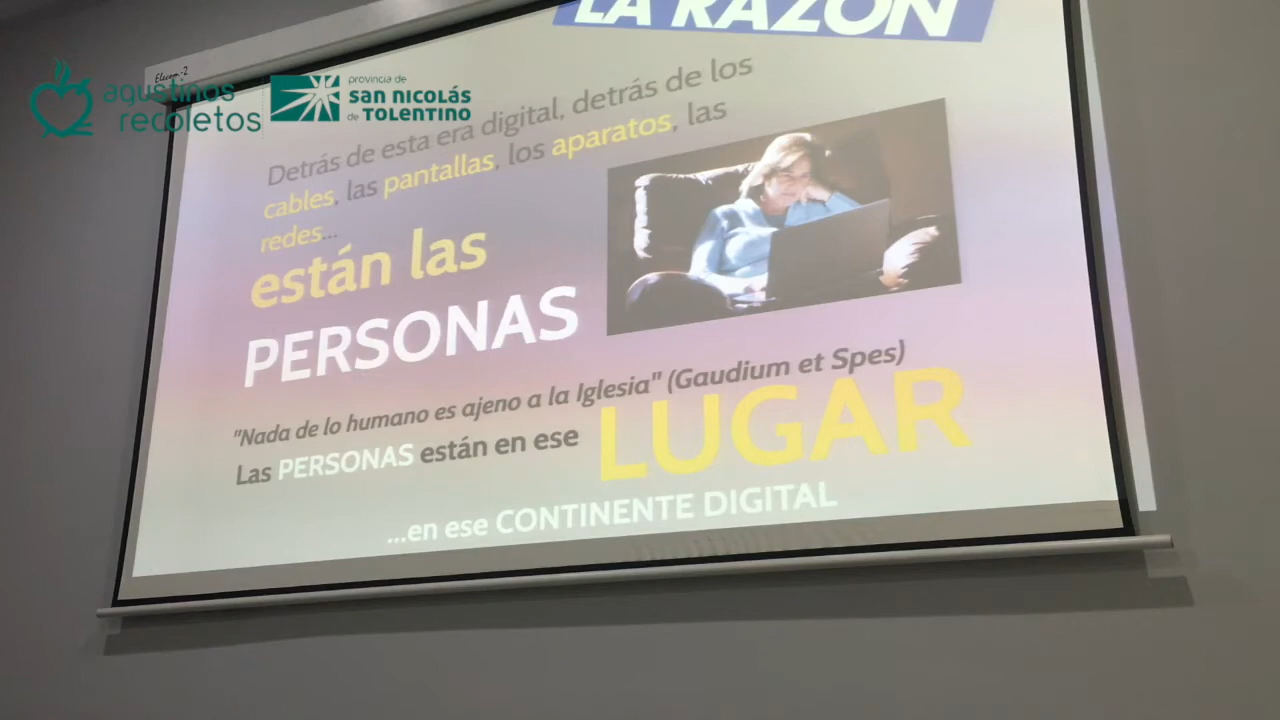 LA RAZÓN
Elecom-2
agustinos
recoletos
provincia de
SAN NICOLÁS
de TOLENTINO
Detrás de esta era digital, detrás de los
cables, las pantallas, los aparatos, las
redes...
están las
PERSONAS
"Nada de lo humano es ajeno a la Iglesia" (Gaudium et Spes)
Las PERSONAS están en ese LUGAR
...en ese CONTINENTE DIGITAL